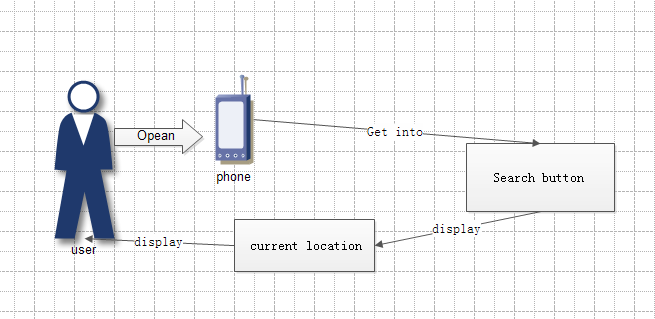 Opean
phone
Get into
Search button
display
current location
display
user